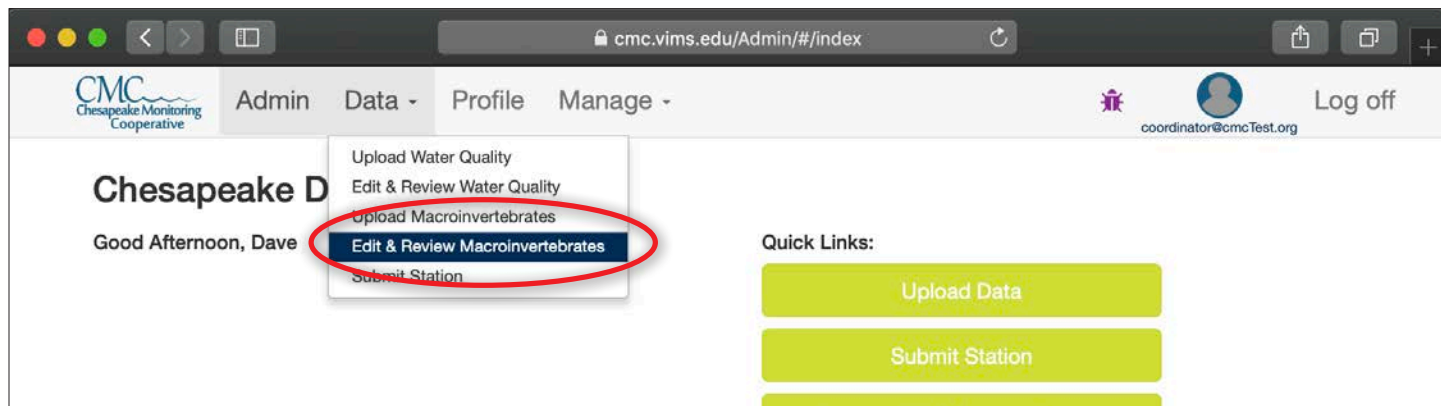 cmc.vims.edu/Admin/#/index
CMC
Chesapeake Monitoring
Cooperative
Admin Data Profile Manage
coordinator@cmcTest.org
Log off
Upload Water Quality
Edit & Review Water Quality
Upload Macroinvertebrates
Edit & Review Macroinvertebrates
Submit Station
Chesapeake D
Good Afternoon, Dave
Quick Links:
Upload Data
Submit Station